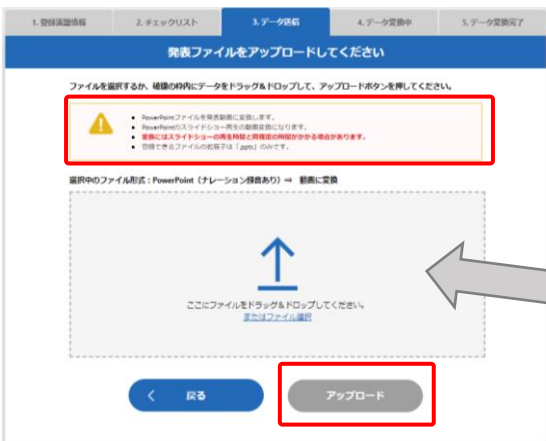 1. 登録演題情報
2. チェックリスト
3. データ送信
4. データ変換中
5. データ変換完了
発表ファイルをアップロードしてください
ファイルを選択するか、破線の枠内にデータをドラッグ&ドロップして、アップロードボタンを押してください。
PowerPointファイルを発表動画に変換します。
PowerPointのスライドショー再生の動画変換になります。
変換にはスライドショーの再生時間と同程度の時間がかかる場合があります。
登録できるファイルの拡張子は「.pptx」のみです。
選択中のファイル形式：PowerPoint（ナレーション録音あり）⇒ 動画に変換
ここにファイルをドラッグ&ドロップしてください。
またはファイル選択
戻る
アップロード